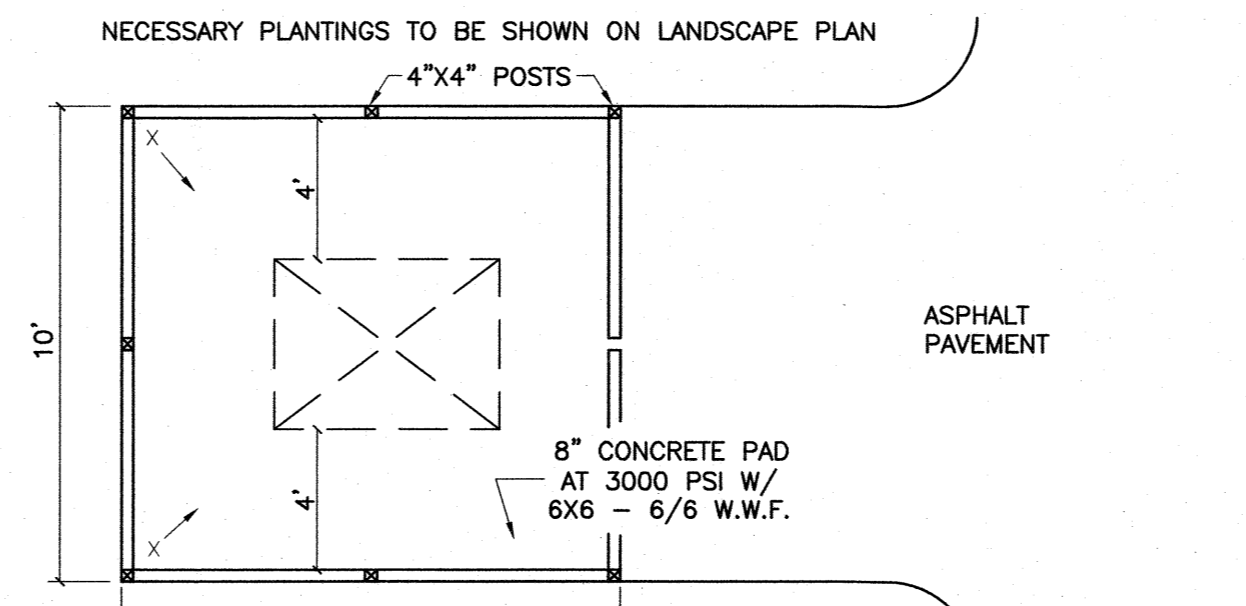 NECESSARY PLANTINGS TO BE SHOWN ON LANDSCAPE PLAN
4"X4" POSTS
X
4'
10'
ASPHALT
PAVEMENT
8" CONCRETE PAD
AT 3000 PSI W/
6X6 – 6/6 W.W.F.
4'
X